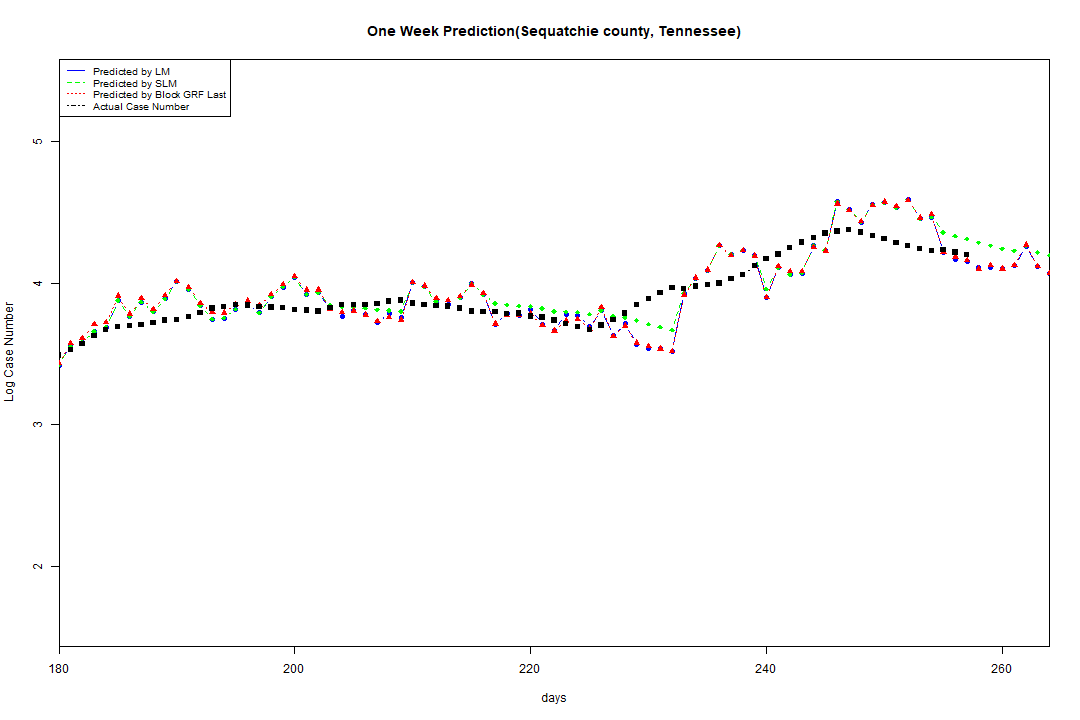 One Week Prediction(Sequatchie county, Tennessee)
Predicted by LM
Predicted by SLM
Predicted by Block GRF Last
Actual Case Number
5
4
3
2
Log Case Number
180 200 220 240 260
days